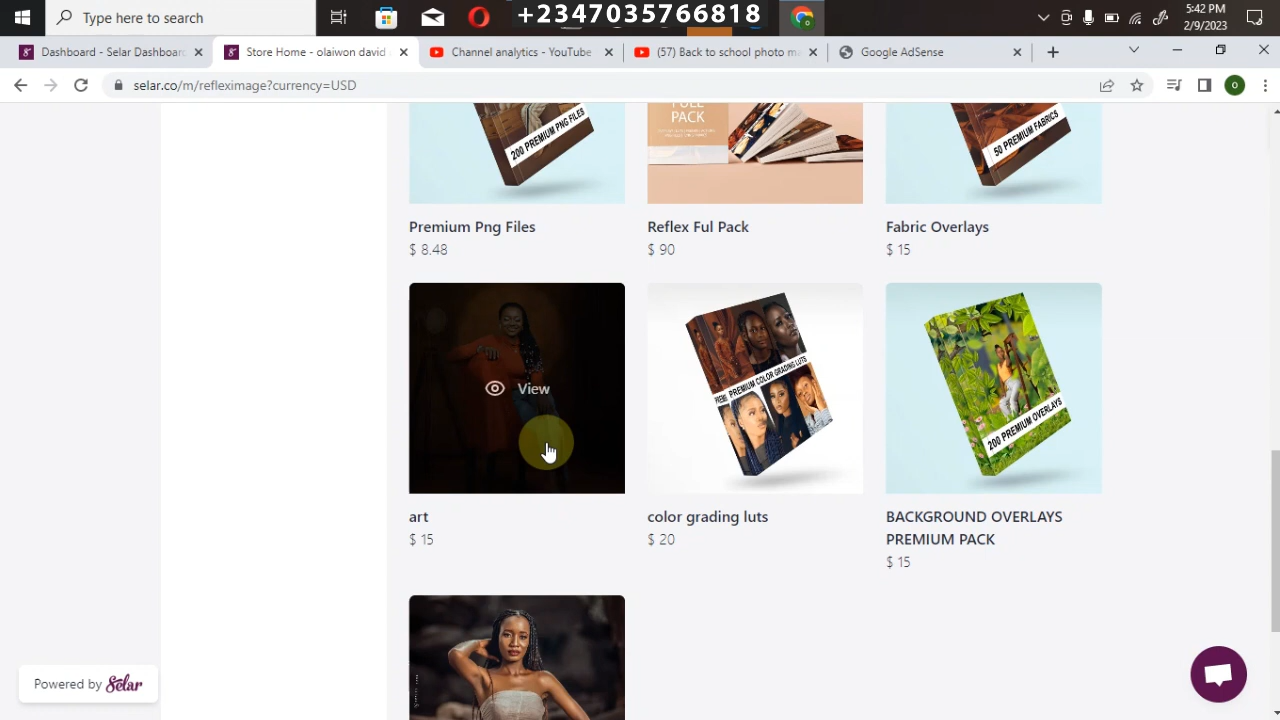 Type here to search
+2347035766818
5:42 PM
2/9/2023
Dashboard - Selar Dashboar
Store Home - olaiwon david
Channel analytics - YouTube
(57) Back to school photo ma
Google AdSense
selar.co/m/refleximage?currency=USD
200 PREMIUM PNG FILES
FULL
PACK
50 PREMIUM FABRICS
Premium Png Files
Reflex Ful Pack
Fabric Overlays
$ 8.48
$ 90
$ 15
View
PREMIUM COLOR GRADING LUTS
200 PREMIUM OVERLAYS
art
color grading luts
BACKGROUND OVERLAYS
PREMIUM PACK
$ 15
$ 20
$ 15
Powered by Selar